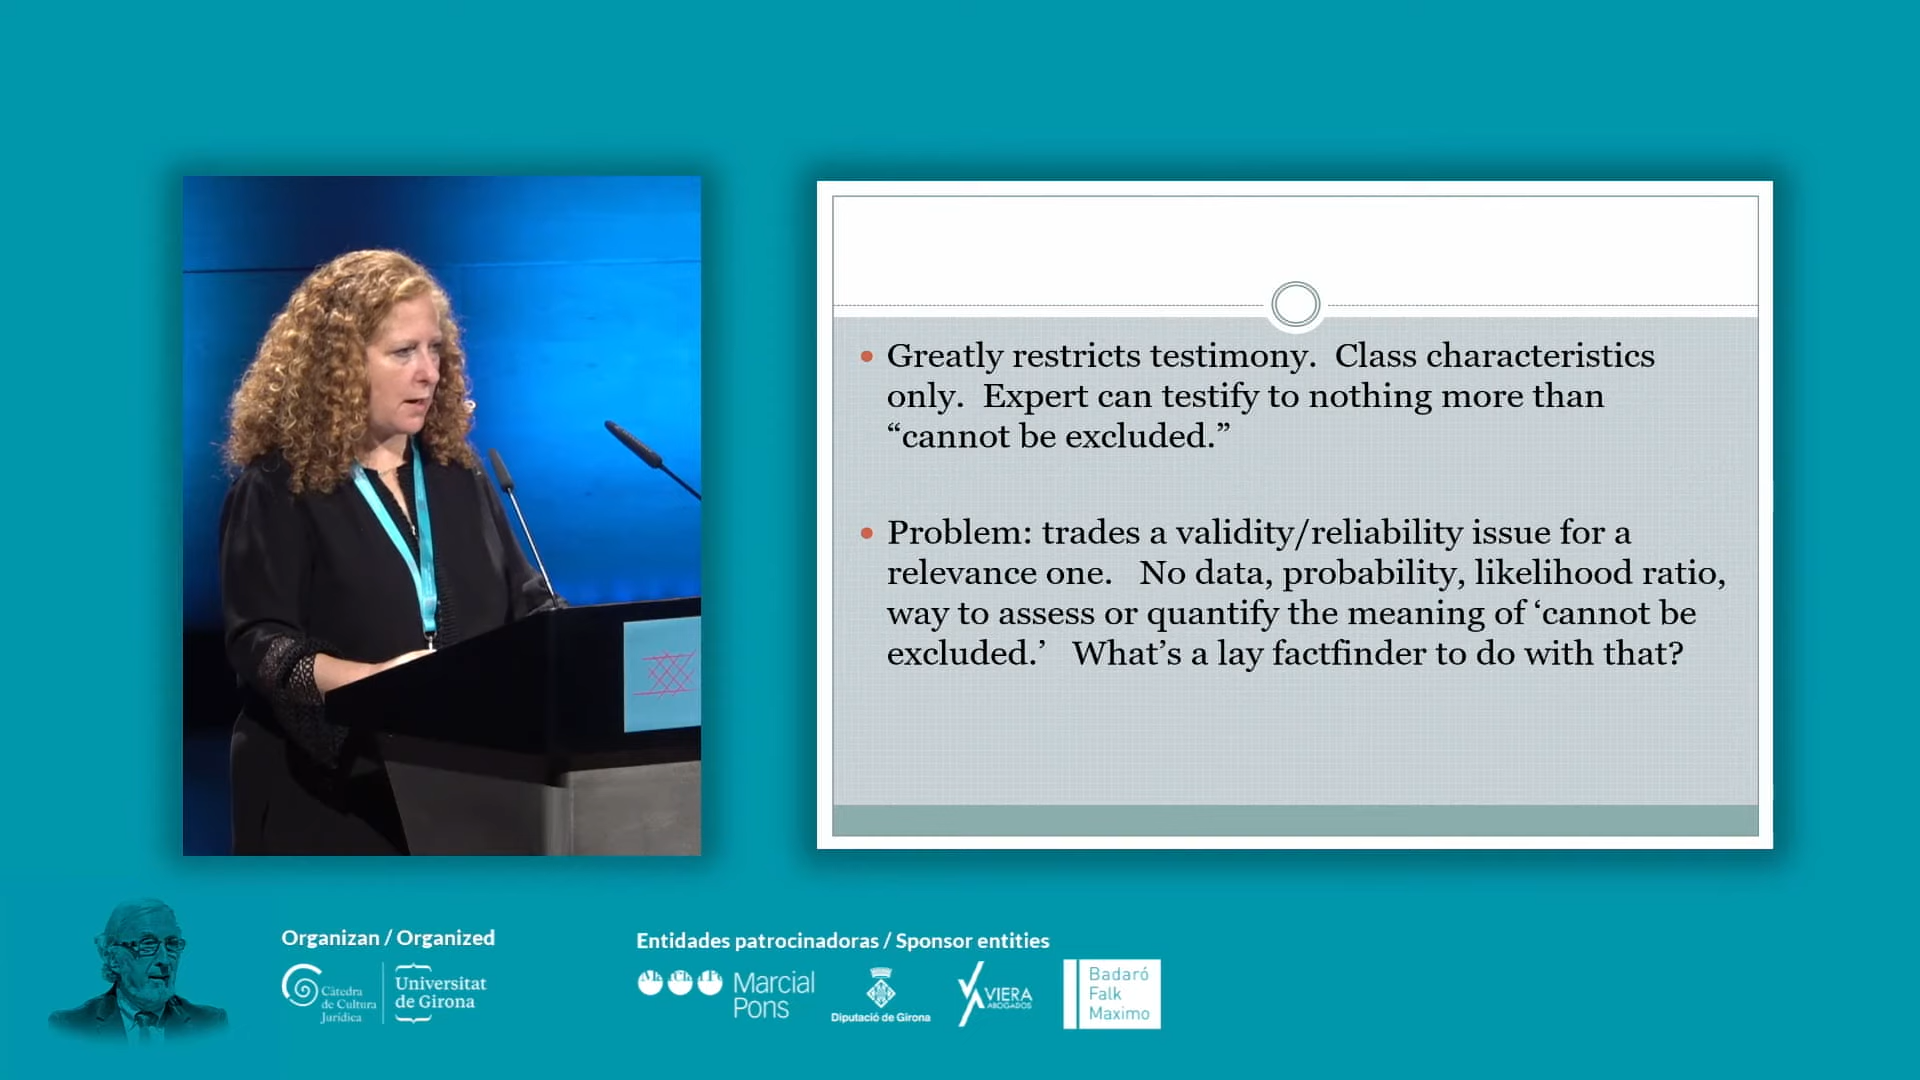 • Greatly restricts testimony.  Class characteristics
only.  Expert can testify to nothing more than
“cannot be excluded.”
• Problem: trades a validity/reliability issue for a
relevance one.   No data, probability, likelihood ratio,
way to assess or quantify the meaning of ‘cannot be
excluded.’   What’s a lay factfinder to do with that?
Organizan / Organized
Càtedra
de Cultura
Jurídica
Universitat
de Girona
Entidades patrocinadoras / Sponsor entities
Marcial
Pons
Diputació de Girona
VIERA
ABOGADOS
Badaró
Falk
Maximo